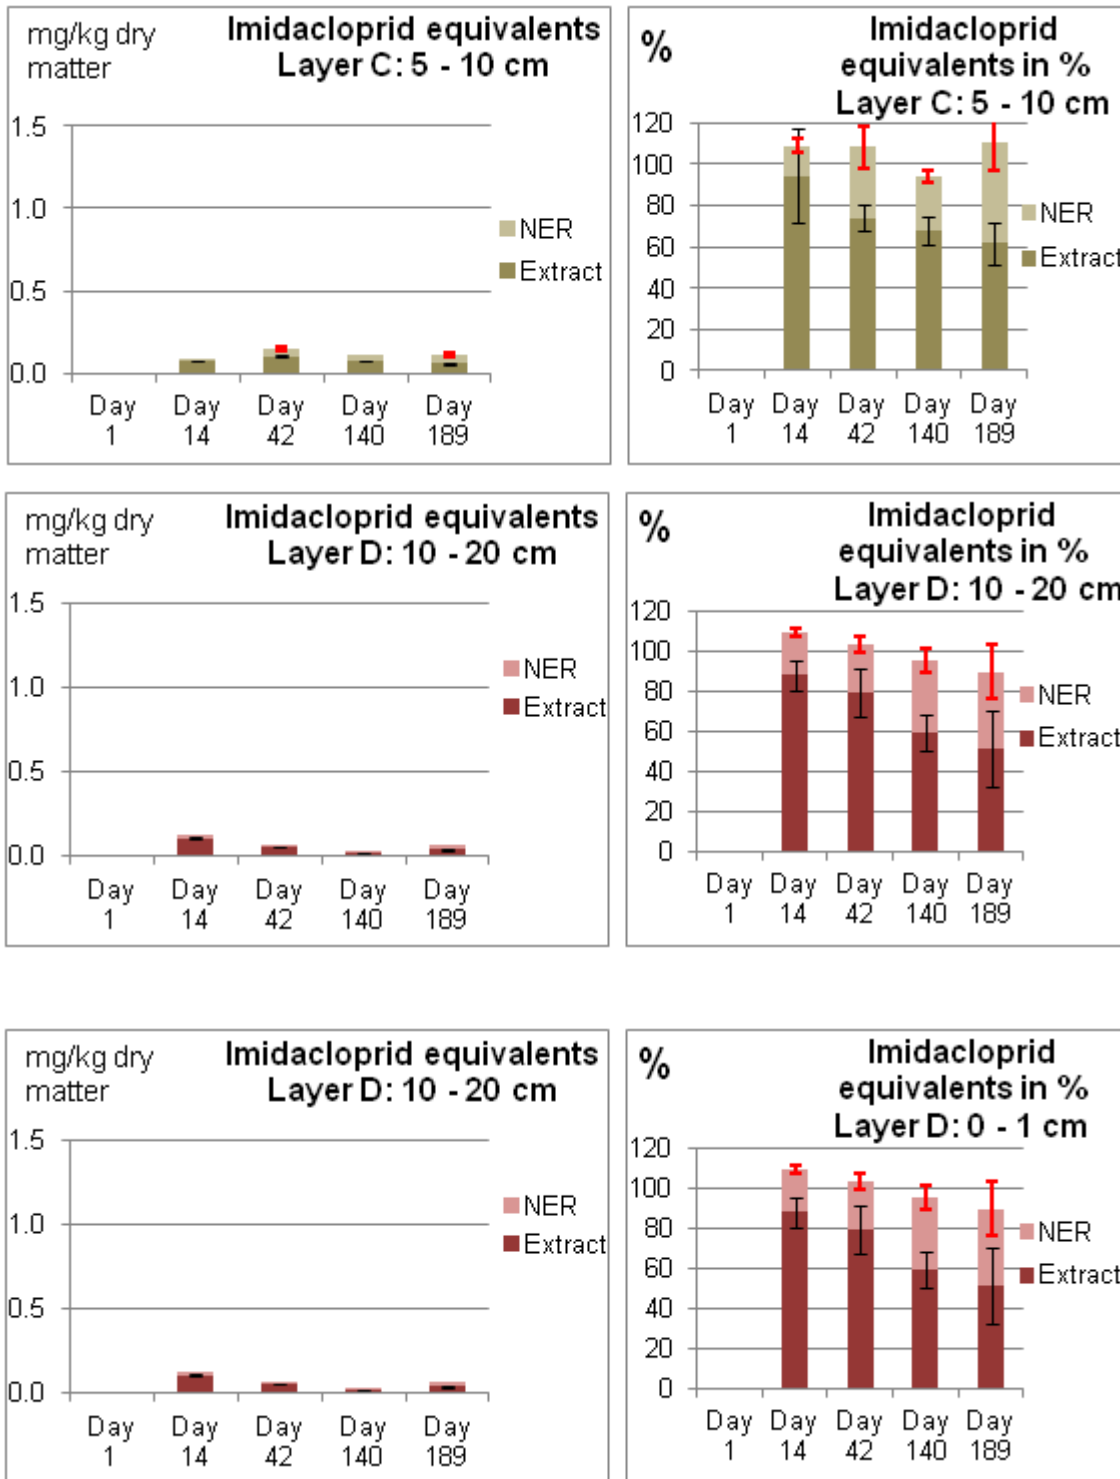 mg/kg dry
matter
Imidacloprid equivalents
Layer C: 5 - 10 cm
1.5
1.0
0.5
0.0
NER
Extract
Day Day Day Day Day
1 14 42 140 189
%
Imidacloprid
equivalents in %
Layer C: 5 - 10 cm
120
100
80
60
40
20
0
NER
Extract
Day Day Day Day Day
1 14 42 140 189
mg/kg dry
matter
Imidacloprid equivalents
Layer D: 10 - 20 cm
1.5
1.0
0.5
0.0
NER
Extract
Day Day Day Day Day
1 14 42 140 189
%
Imidacloprid
equivalents in %
Layer D: 10 - 20 cm
120
100
80
60
40
20
0
NER
Extract
Day Day Day Day Day
1 14 42 140 189
mg/kg dry
matter
Imidacloprid equivalents
Layer D: 10 - 20 cm
1.5
1.0
0.5
0.0
NER
Extract
Day Day Day Day Day
1 14 42 140 189
%
Imidacloprid
equivalents in %
Layer D: 0 - 1 cm
120
100
80
60
40
20
0
NER
Extract
Day Day Day Day Day
1 14 42 140 189